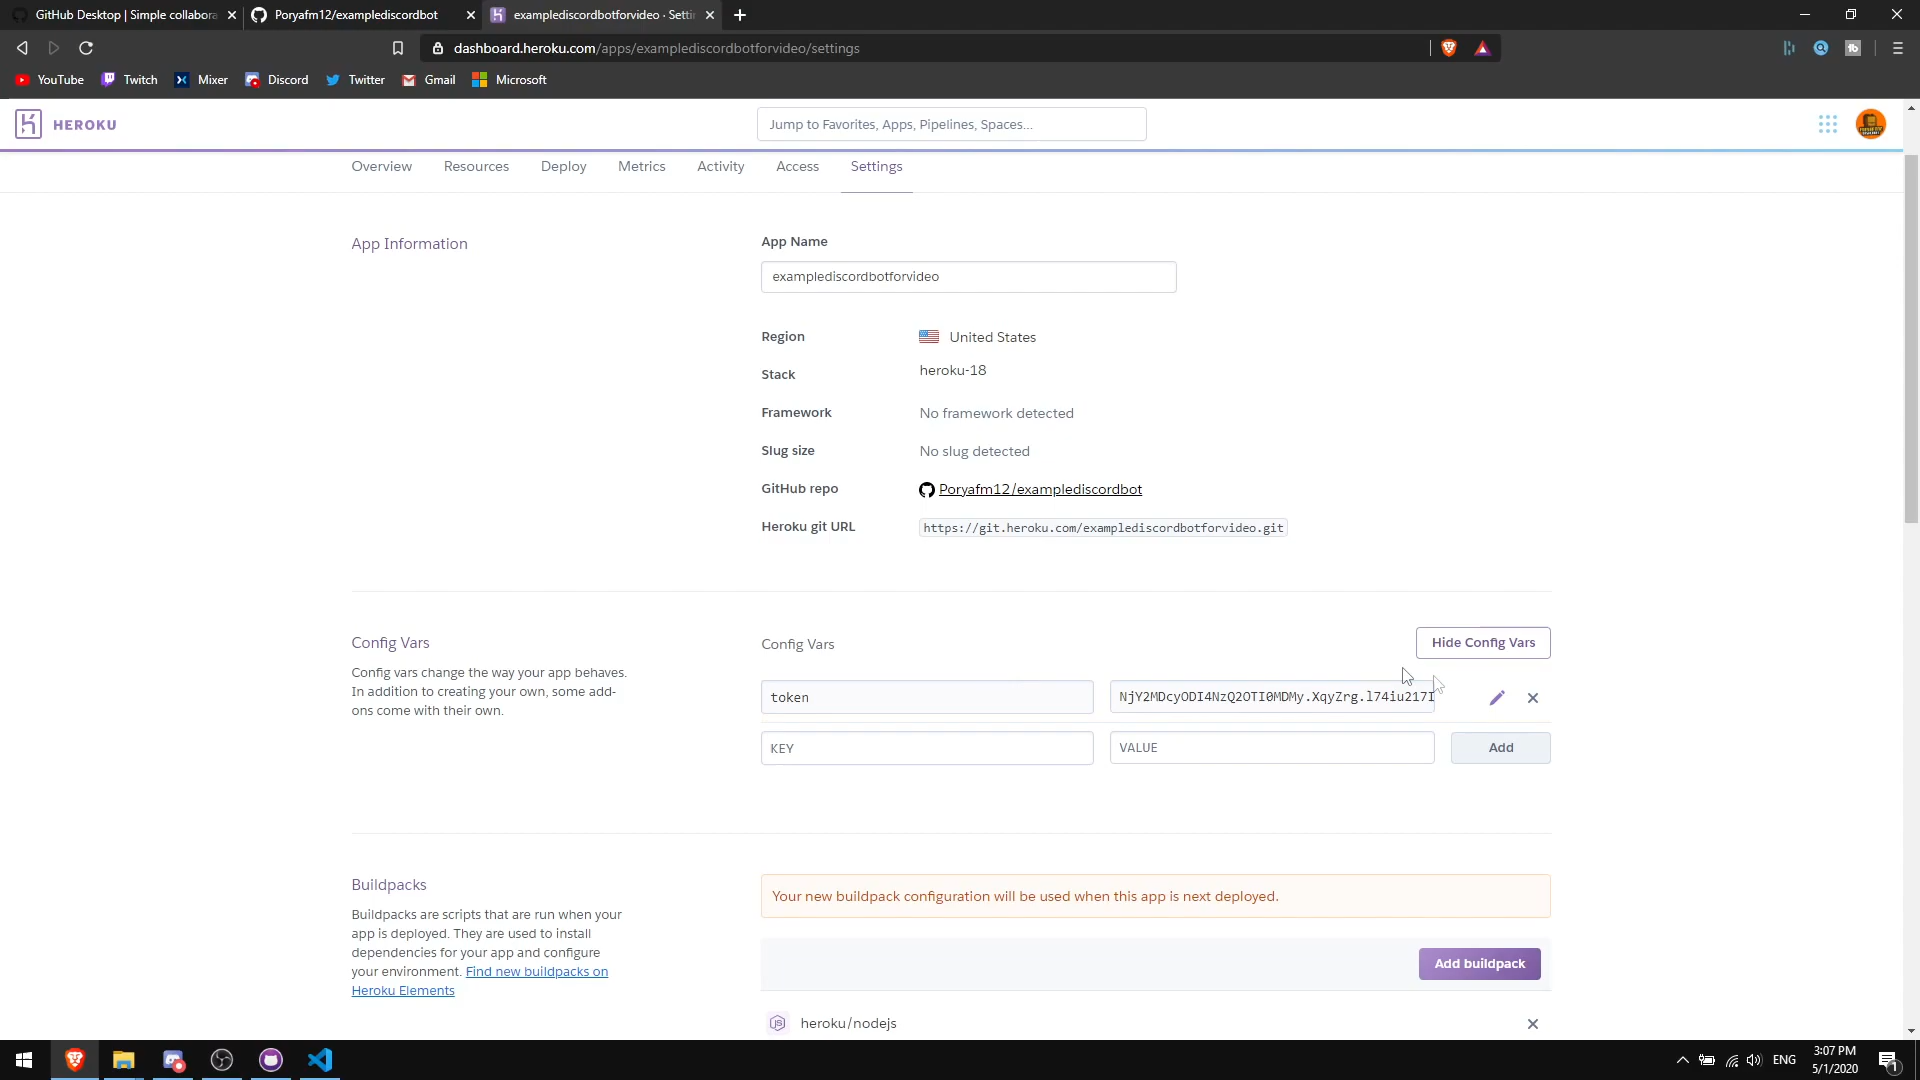 GitHub Desktop | Simple collabora
Poryafm12/examplediscordbot
examplediscordbotforvideo · Setti
dashboard.heroku.com/apps/examplediscordbotforvideo/settings
YouTube Twitch Mixer Discord Twitter Gmail Microsoft
HEROKU
Jump to Favorites, Apps, Pipelines, Spaces...
Overview Resources Deploy Metrics Activity Access Settings
App Information
App Name
examplediscordbotforvideo
Region United States
Stack heroku-18
Framework No framework detected
Slug size No slug detected
GitHub repo Poryafm12/examplediscordbot
Heroku git URL https://git.heroku.com/examplediscordbotforvideo.git
Config Vars
Config vars change the way your app behaves.
In addition to creating your own, some add-
ons come with their own.
Config Vars
Hide Config Vars
token NjY2MDcyODI4NzQ2OTI0MDMy.XqyZrg.l74iu217I
KEY VALUE Add
Buildpacks
Buildpacks are scripts that are run when your
app is deployed. They are used to install
dependencies for your app and configure
your environment. Find new buildpacks on
Heroku Elements
Your new buildpack configuration will be used when this app is next deployed.
Add buildpack
heroku/nodejs
ENG
3:07 PM
5/1/2020
1